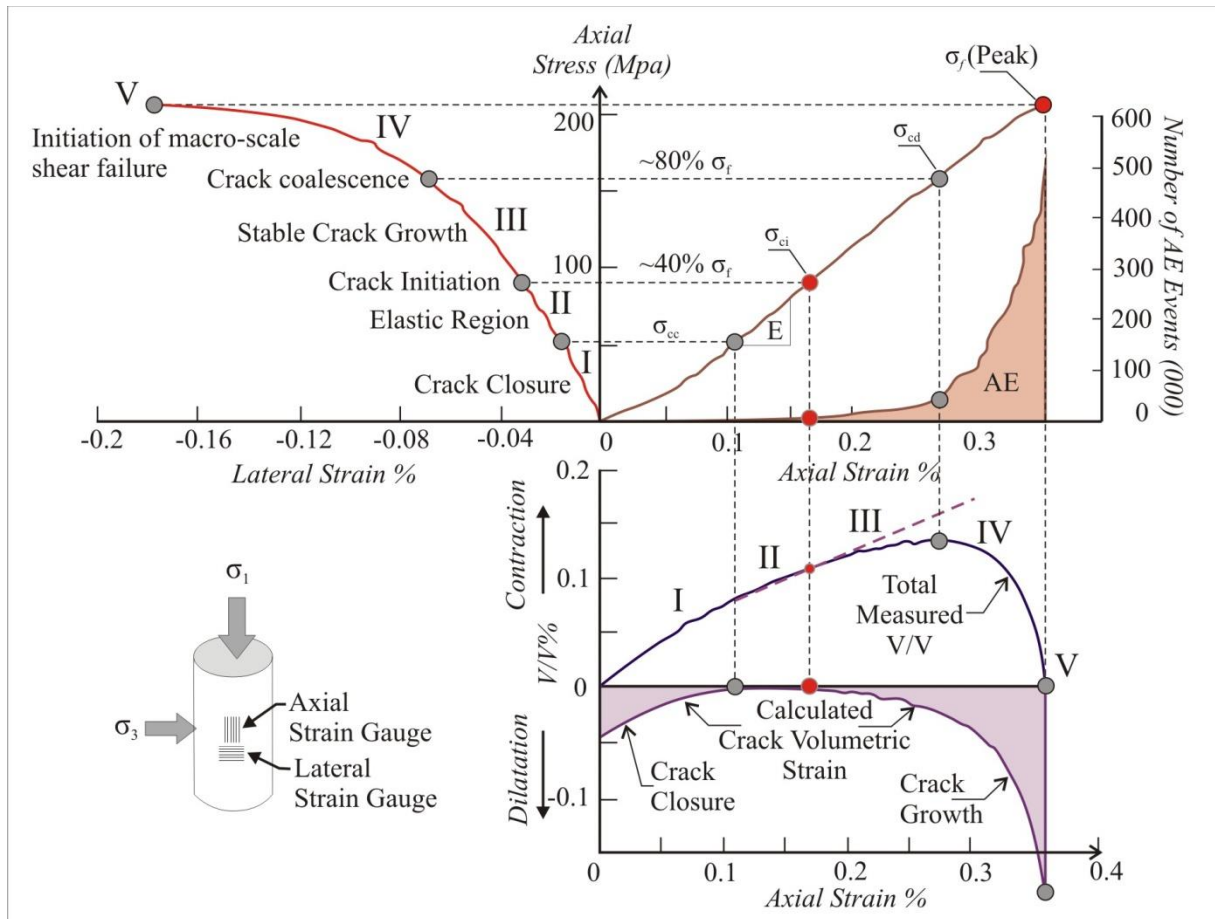 Axial
Stress (Mpa)
σf (Peak)
V
IV
200
600
Initiation of macro-scale
shear failure
σcd
500
Crack coalescence
~80% σf
400
III
Stable Crack Growth
σci
100
300
Crack Initiation
~40% σf
II
Elastic Region
σcc
E
200
I
100
Crack Closure
AE
0
Number of AE Events (000)
-0.2
-0.16
-0.12
-0.08
-0.04
0
0.1
0.2
0.3
Lateral Strain %
Axial Strain %
0.2
III
IV
II
0.1
I
Total
Measured
V/V
Contraction
V/V%
V
0
Calculated
Crack Volumetric
Strain
Crack
Closure
Crack
Growth
-0.1
Dilatation
0
0.1
0.2
0.3
0.4
Axial Strain %
σ1
σ3
Axial
Strain Gauge
Lateral
Strain Gauge